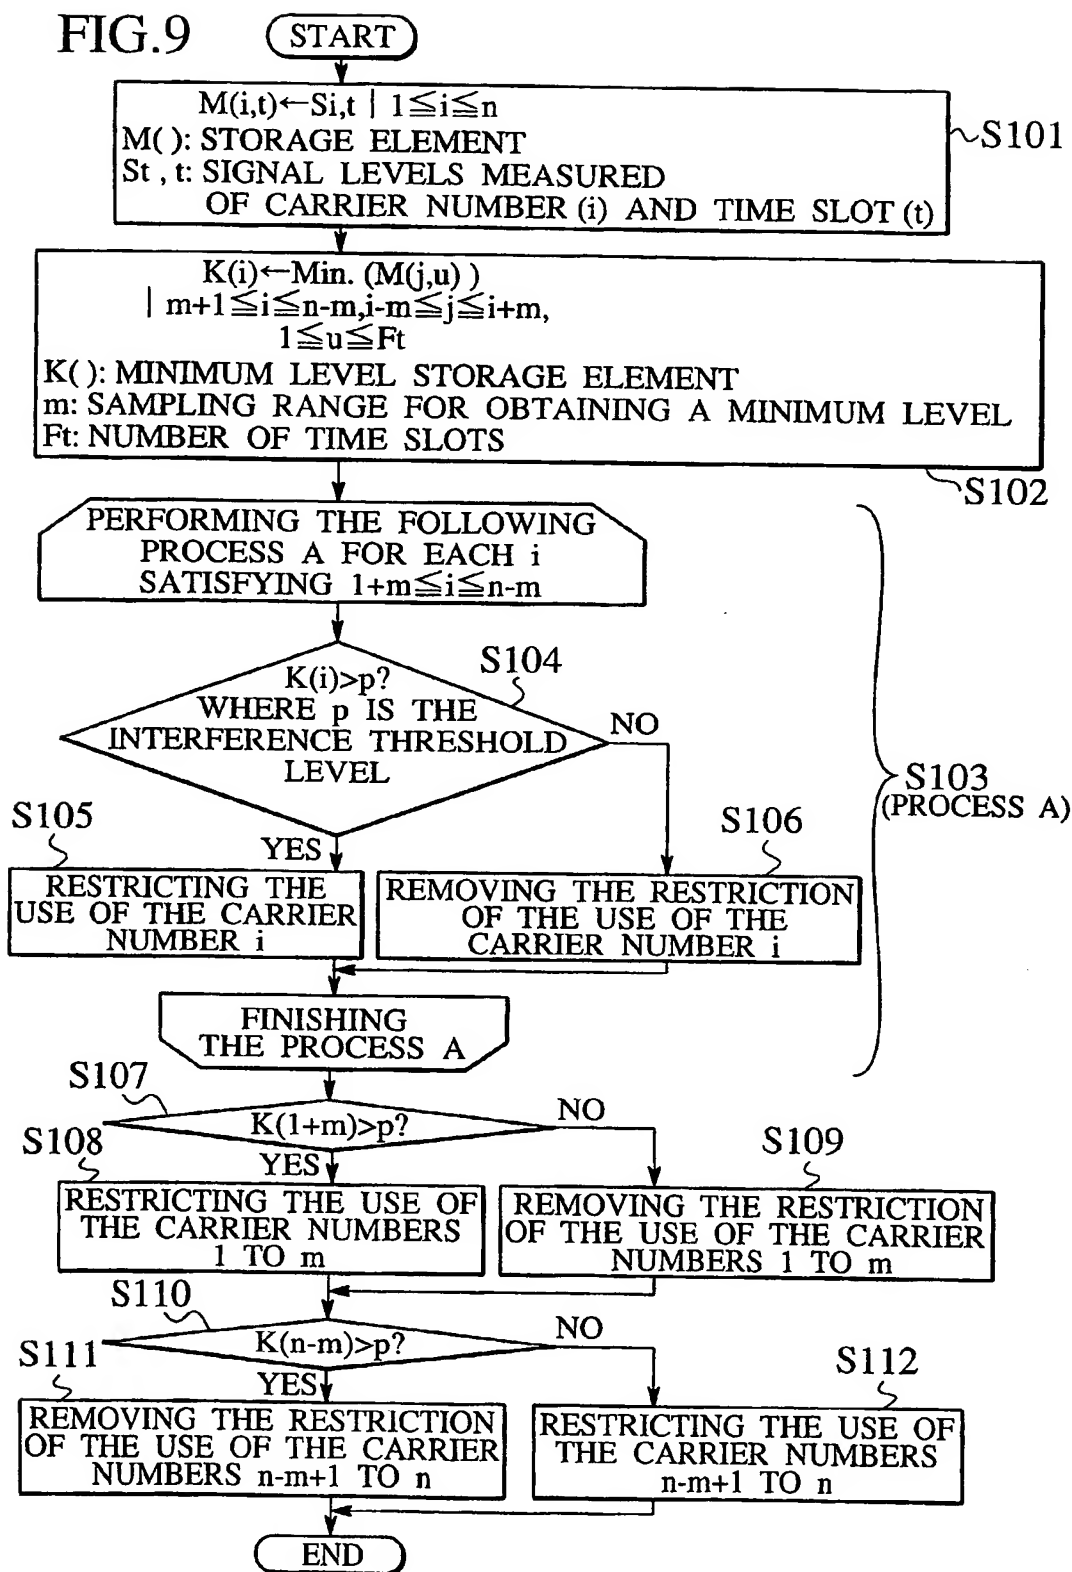 FIG.9
START
M(i,t)←Si,t | 1≦i≦n
M( ): STORAGE ELEMENT
St , t: SIGNAL LEVELS MEASURED
OF CARRIER NUMBER (i) AND TIME SLOT (t)
S101
K(i)←Min. (M(j,u) )
| m+1≦i≦n-m,i-m≦j≦i+m,
1≦u≦Ft
K( ): MINIMUM LEVEL STORAGE ELEMENT
m: SAMPLING RANGE FOR OBTAINING A MINIMUM LEVEL
Ft: NUMBER OF TIME SLOTS
S102
PERFORMING THE FOLLOWING
PROCESS A FOR EACH i
SATISFYING 1+m≦i≦n-m
S104
K(i)>p?
WHERE p IS THE
INTERFERENCE THRESHOLD
LEVEL
NO
YES
S103
(PROCESS A)
S105
RESTRICTING THE
USE OF THE CARRIER
NUMBER i
S106
REMOVING THE RESTRICTION
OF THE USE OF THE
CARRIER NUMBER i
FINISHING
THE PROCESS A
S107
K(1+m)>p?
NO
YES
S108
RESTRICTING THE USE OF
THE CARRIER NUMBERS
1 TO m
S109
REMOVING THE RESTRICTION
OF THE USE OF THE CARRIER
NUMBERS 1 TO m
S110
K(n-m)>p?
NO
YES
S111
REMOVING THE RESTRICTION
OF THE USE OF THE CARRIER
NUMBERS n-m+1 TO n
S112
RESTRICTING THE USE OF
THE CARRIER NUMBERS
n-m+1 TO n
END